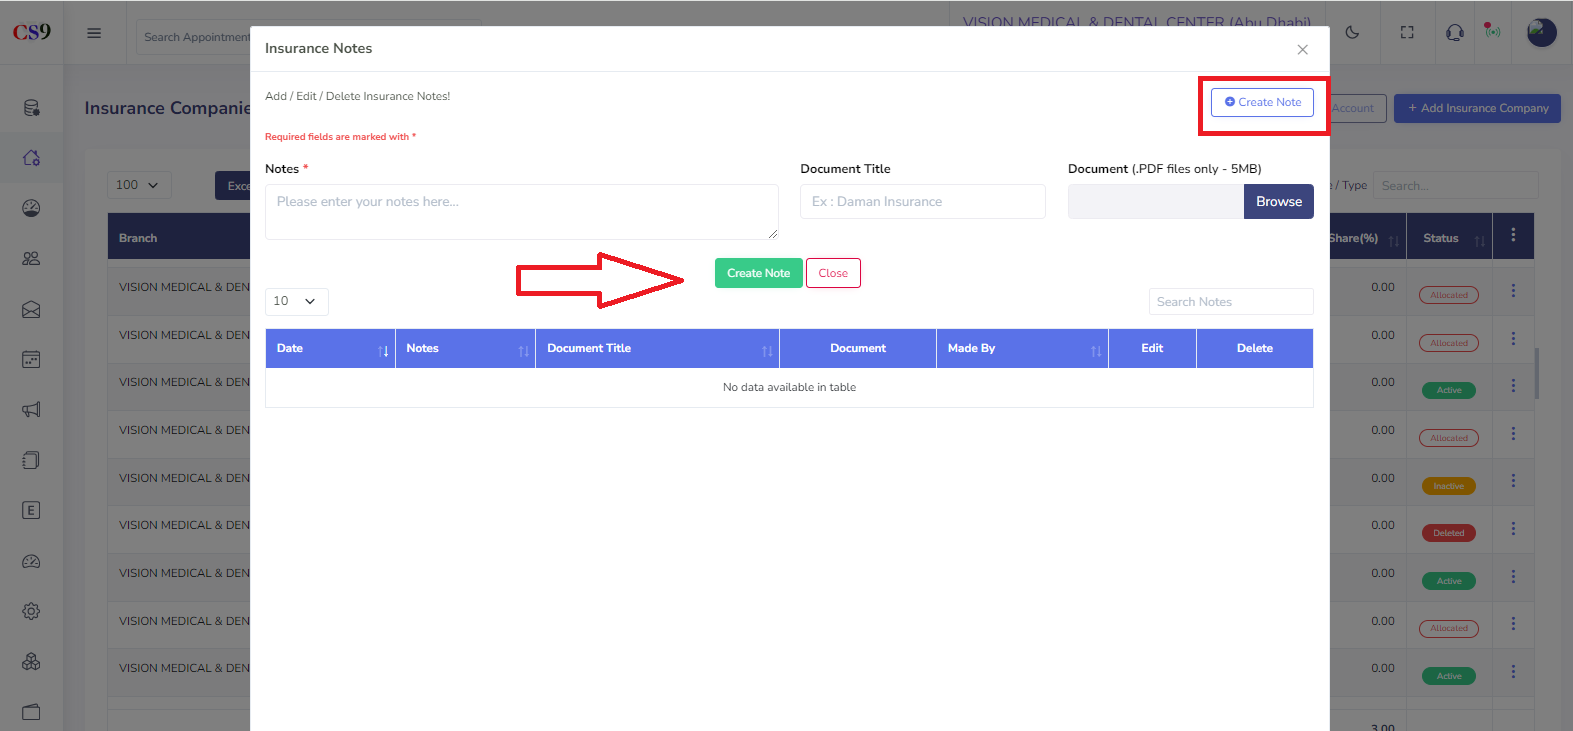 CS9
Search Appointment
VISION MEDICAL & DENTAL CENTER (Abu Dhabi)
Insurance Notes
Insurance Companie
Add / Edit / Delete Insurance Notes!
Create Note
Account
+ Add Insurance Company
Required fields are marked with *
Notes *
Document Title
Document (.PDF files only - 5MB)
100
Exce
Please enter your notes here...
Ex : Daman Insurance
Browse
/ Type
Search...
Branch
Share(%)
Status
Create Note
Close
VISION MEDICAL & DEN
0.00
Allocated
10
Search Notes
VISION MEDICAL & DEN
0.00
Allocated
Date
Notes
Document Title
Document
Made By
Edit
Delete
No data available in table
VISION MEDICAL & DEN
0.00
Active
VISION MEDICAL & DEN
0.00
Allocated
VISION MEDICAL & DEN
0.00
Inactive
VISION MEDICAL & DEN
0.00
Deleted
VISION MEDICAL & DEN
0.00
Active
VISION MEDICAL & DEN
0.00
Allocated
VISION MEDICAL & DEN
0.00
Active
3.00
E